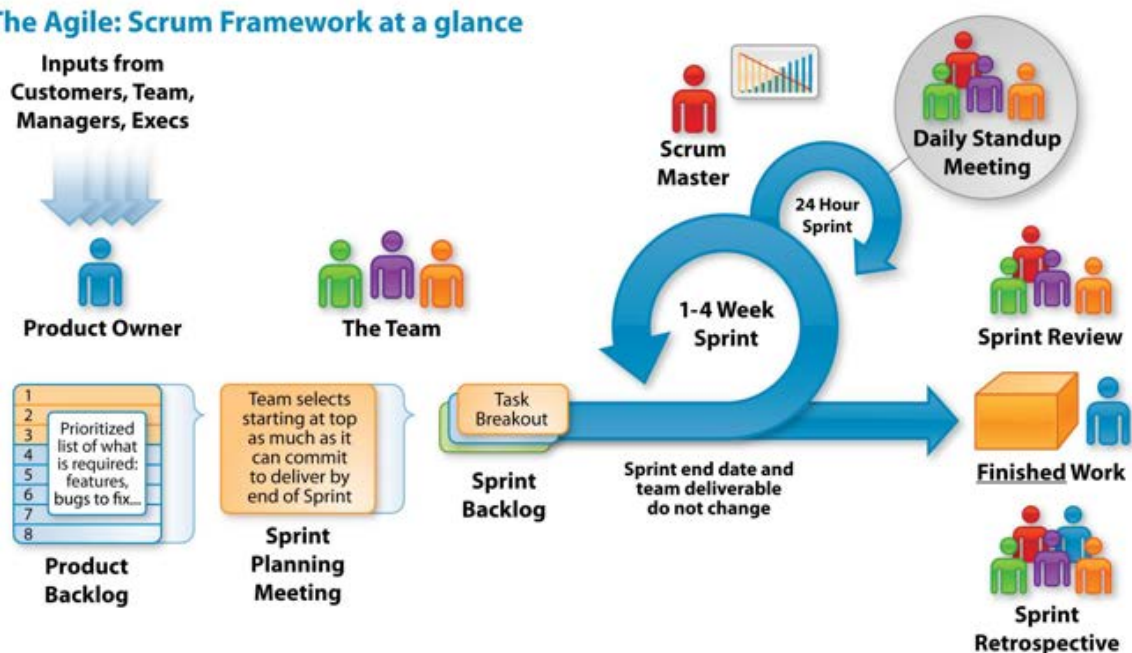 The Agile: Scrum Framework at a glance
Inputs from
Customers, Team,
Managers, Execs
Product Owner
The Team
Scrum
Master
Daily Standup
Meeting
24 Hour
Sprint
1-4 Week
Sprint
Sprint Review
1
2
3
4
5
6
7
8
Prioritized
list of what
is required:
features,
bugs to fix...
Product
Backlog
Team selects
starting at top
as much as it
can commit
to deliver by
end of Sprint
Sprint
Planning
Meeting
Task
Breakout
Sprint
Backlog
Sprint end date and
team deliverable
do not change
Finished Work
Sprint
Retrospective